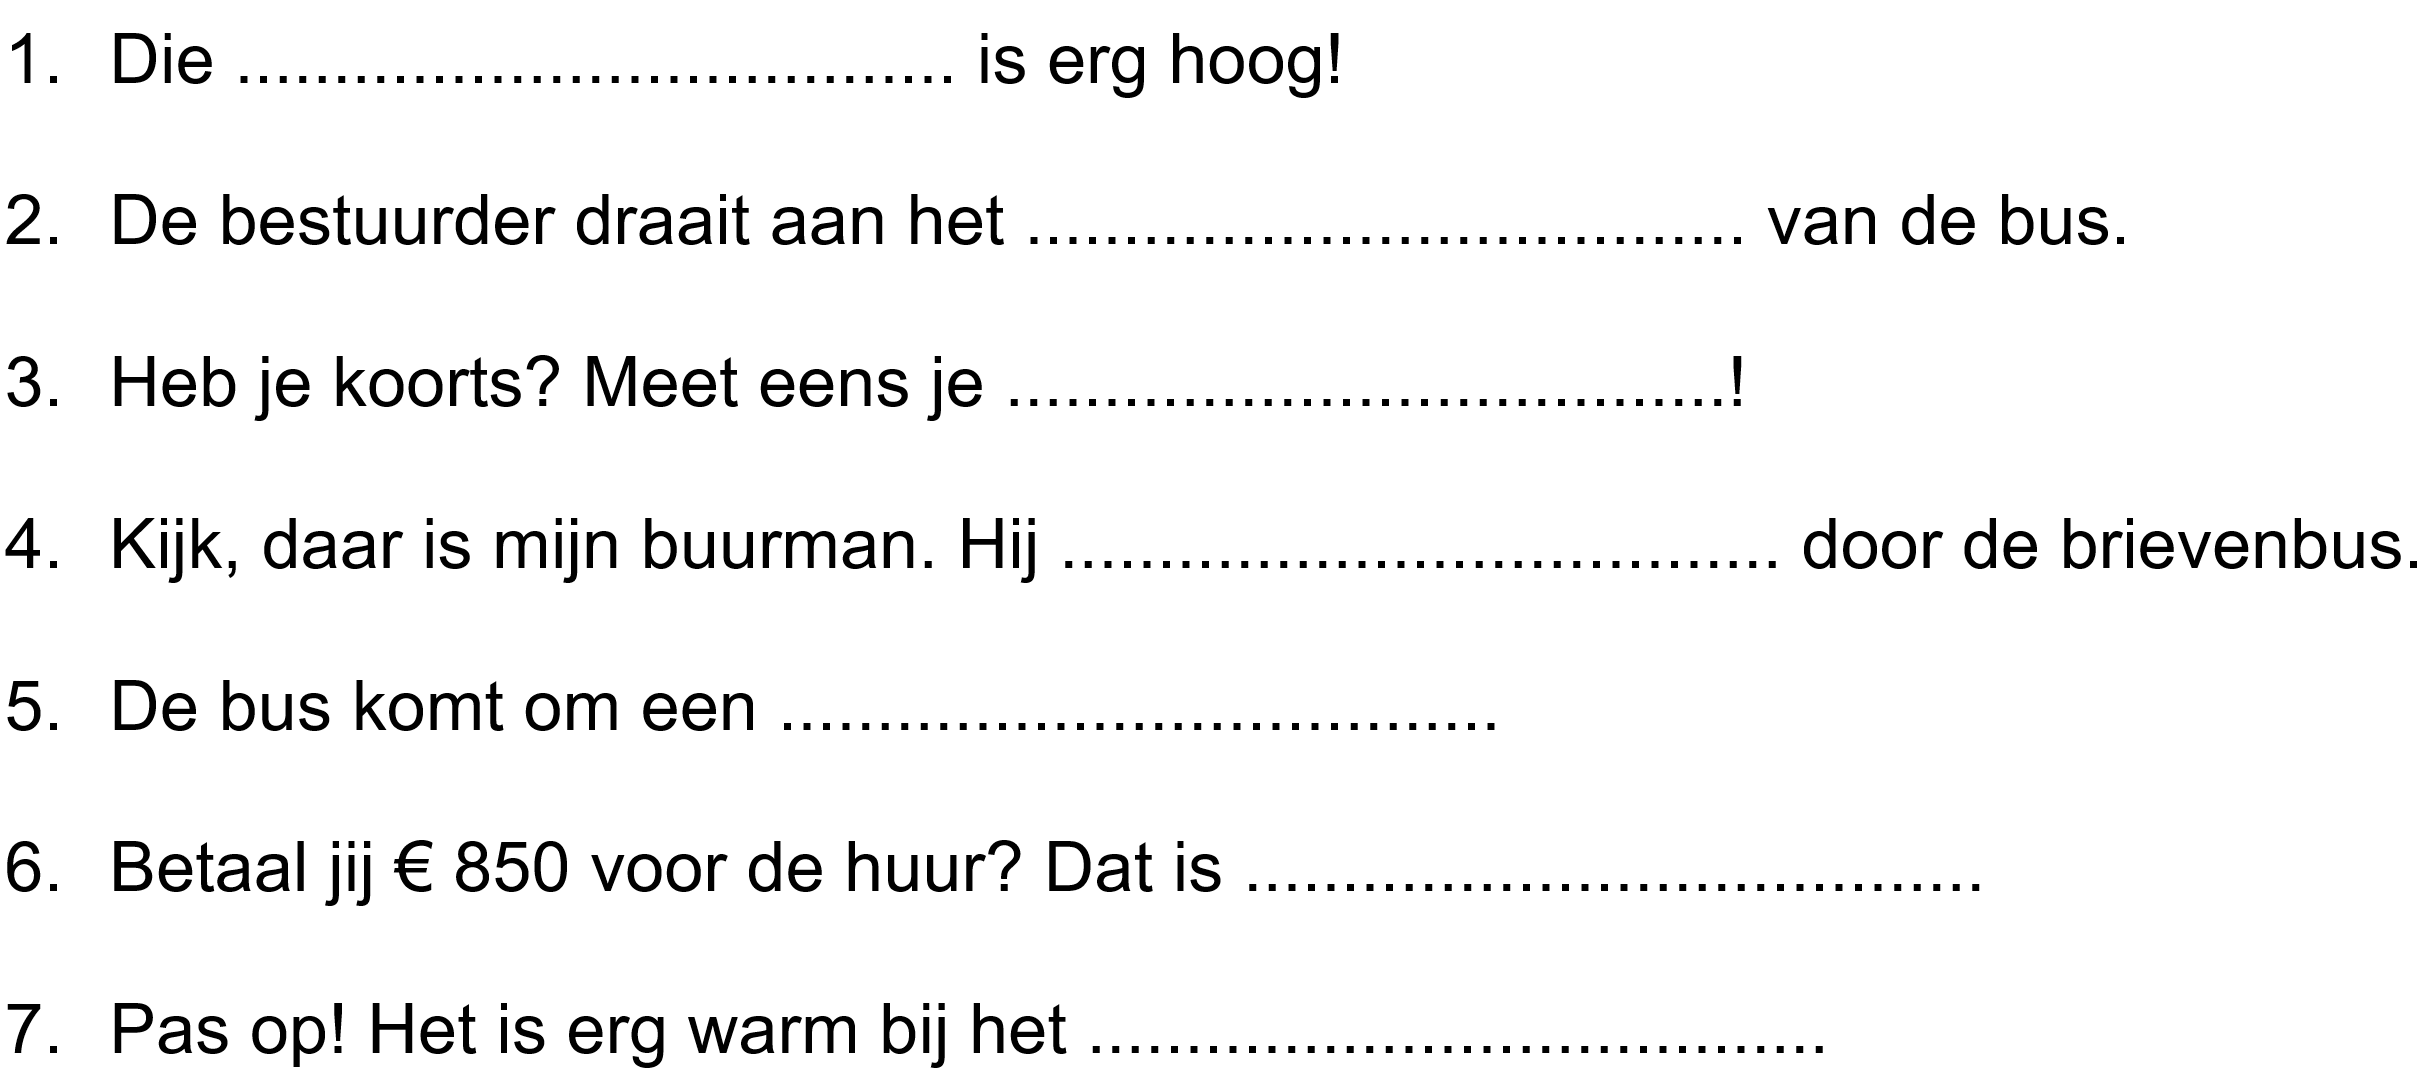 1. Die ..................................... is erg hoog!
2. De bestuurder draait aan het ..................................... van de bus.
3. Heb je koorts? Meet eens je .....................................!
4. Kijk, daar is mijn buurman. Hij ..................................... door de brievenbus.
5. De bus komt om een .....................................
6. Betaal jij € 850 voor de huur? Dat is ......................................
7. Pas op! Het is erg warm bij het ......................................